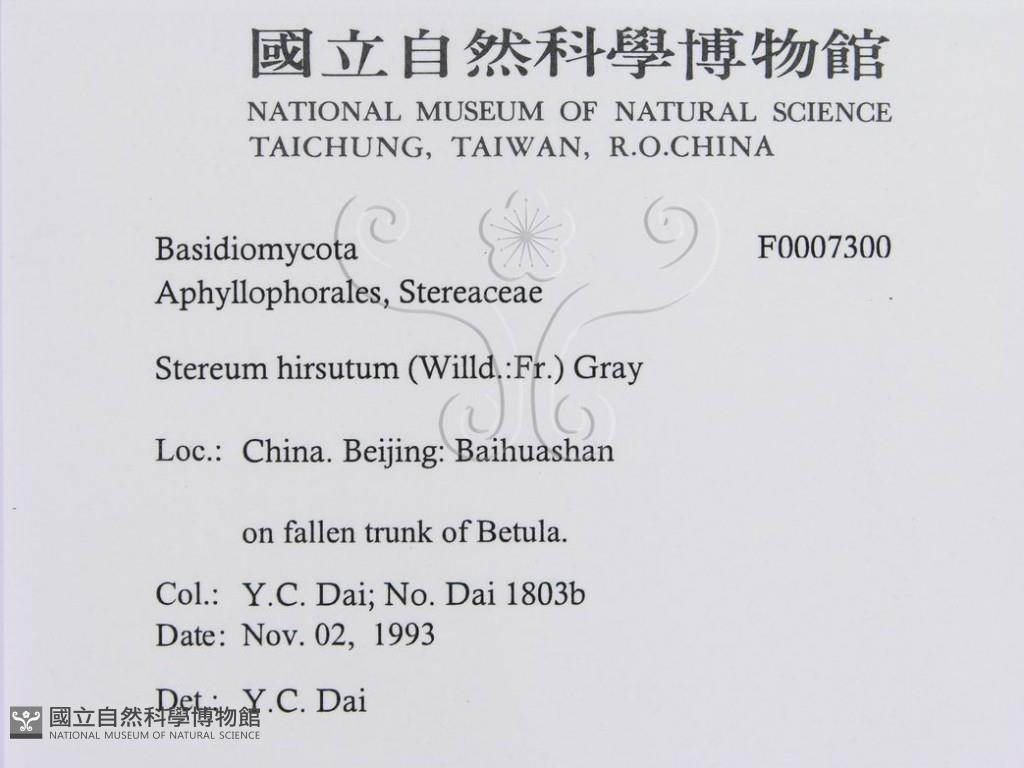 國立自然科學博物館
NATIONAL MUSEUM OF NATURAL SCIENCE
TAICHUNG, TAIWAN, R.O.CHINA
Basidiomycota F0007300
Aphyllophorales, Stereaceae
Stereum hirsutum (Willd.:Fr.) Gray
Loc.: China. Beijing: Baihuashan
on fallen trunk of Betula.
Col.: Y.C. Dai; No. Dai 1803b
Date: Nov. 02, 1993
Det.: Y.C. Dai
國立自然科學博物館
NATIONAL MUSEUM OF NATURAL SCIENCE